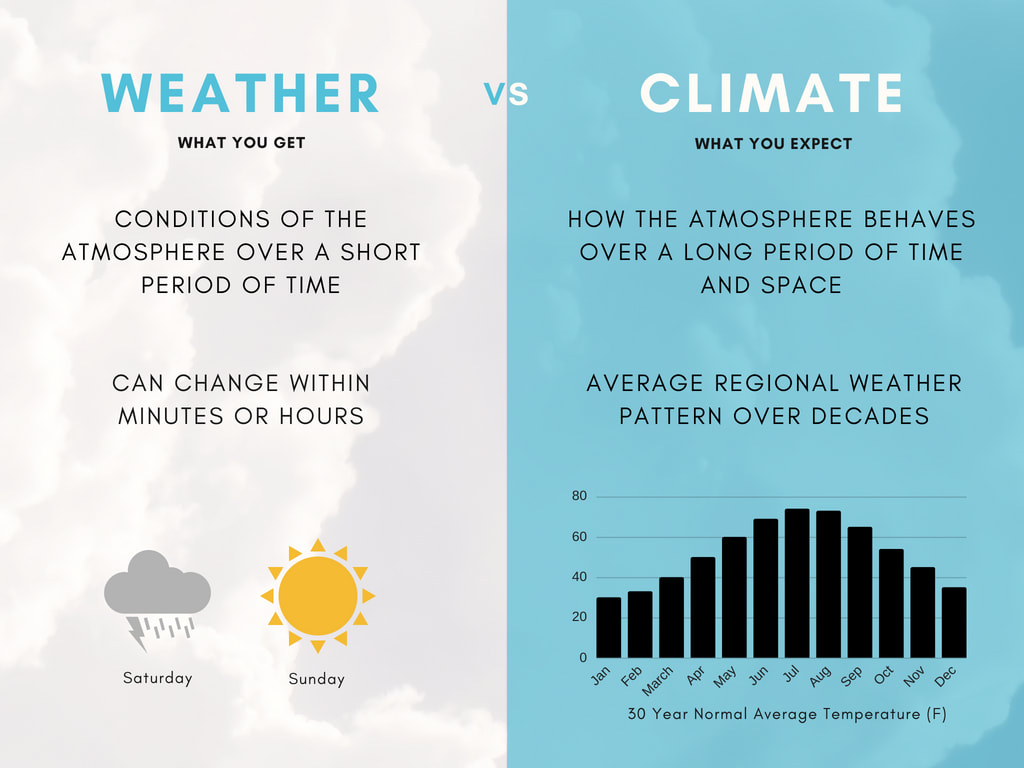 WEATHER
WHAT YOU GET
CONDITIONS OF THE
ATMOSPHERE OVER A SHORT
PERIOD OF TIME
CAN CHANGE WITHIN
MINUTES OR HOURS
Saturday
Sunday
VS
CLIMATE
WHAT YOU EXPECT
HOW THE ATMOSPHERE BEHAVES
OVER A LONG PERIOD OF TIME
AND SPACE
AVERAGE REGIONAL WEATHER
PATTERN OVER DECADES
80
60
40
20
0
Jan
Feb
March
Apr
May
Jun
Jul
Aug
Sep
Oct
Nov
Dec
30 Year Normal Average Temperature (F)